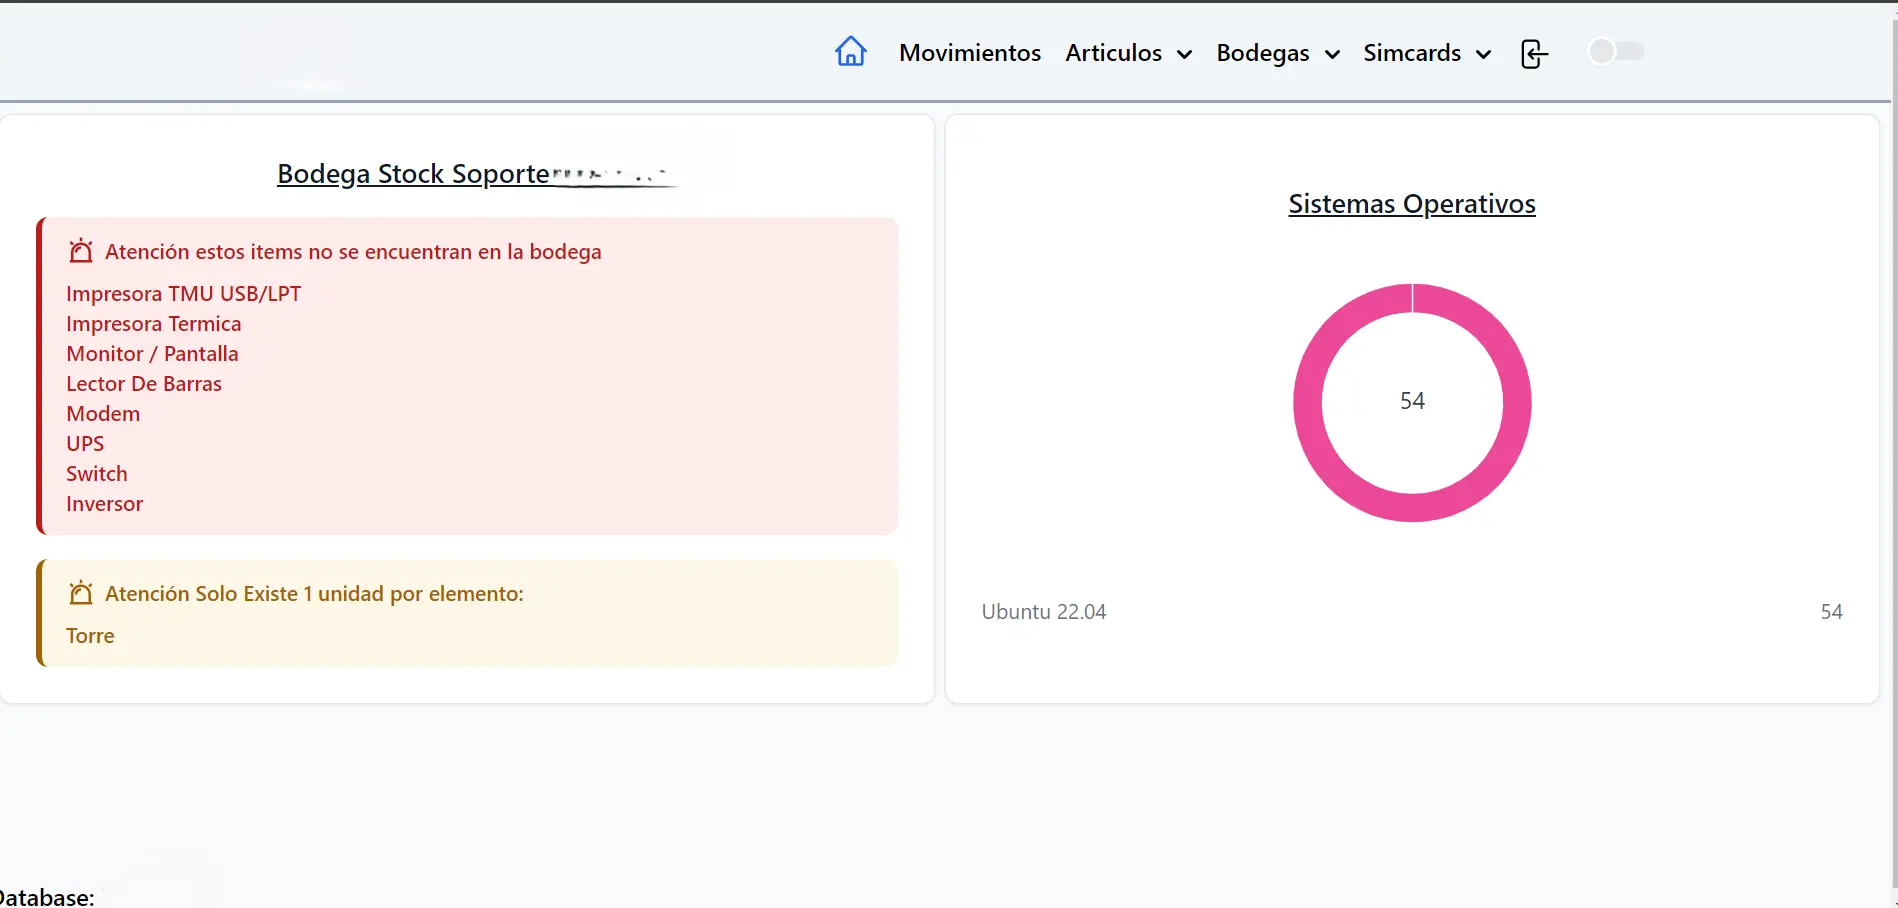 Movimientos Articulos Bodegas Simcards
Bodega Stock Soporte
Atención estos items no se encuentran en la bodega
Impresora TMU USB/LPT
Impresora Termica
Monitor / Pantalla
Lector De Barras
Modem
UPS
Switch
Inversor
Atención Solo Existe 1 unidad por elemento:
Torre
Sistemas Operativos
54
Ubuntu 22.04 54
Database: